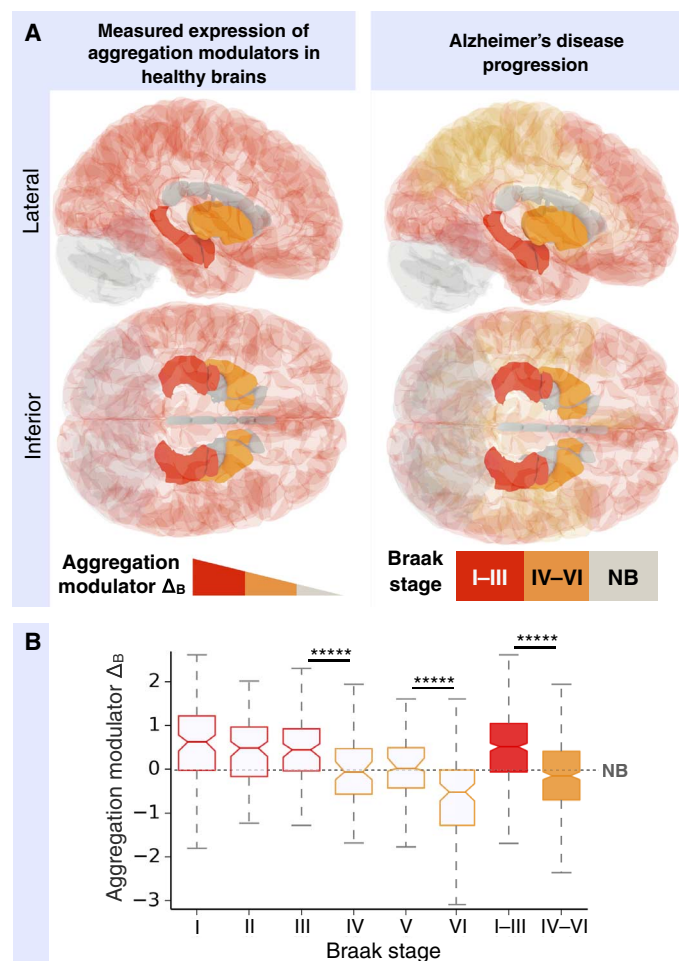 A
Measured expression of
aggregation modulators in
healthy brains
Alzheimer's disease
progression
Lateral
Inferior
Aggregation
modulator ΔB
Braak
stage
I–III
IV–VI
NB
B
Aggregation modulator ΔB
2
1
0
−1
−2
−3
*****
*****
*****
NB
I
II
III
IV
V
VI
I–III
IV–VI
Braak stage